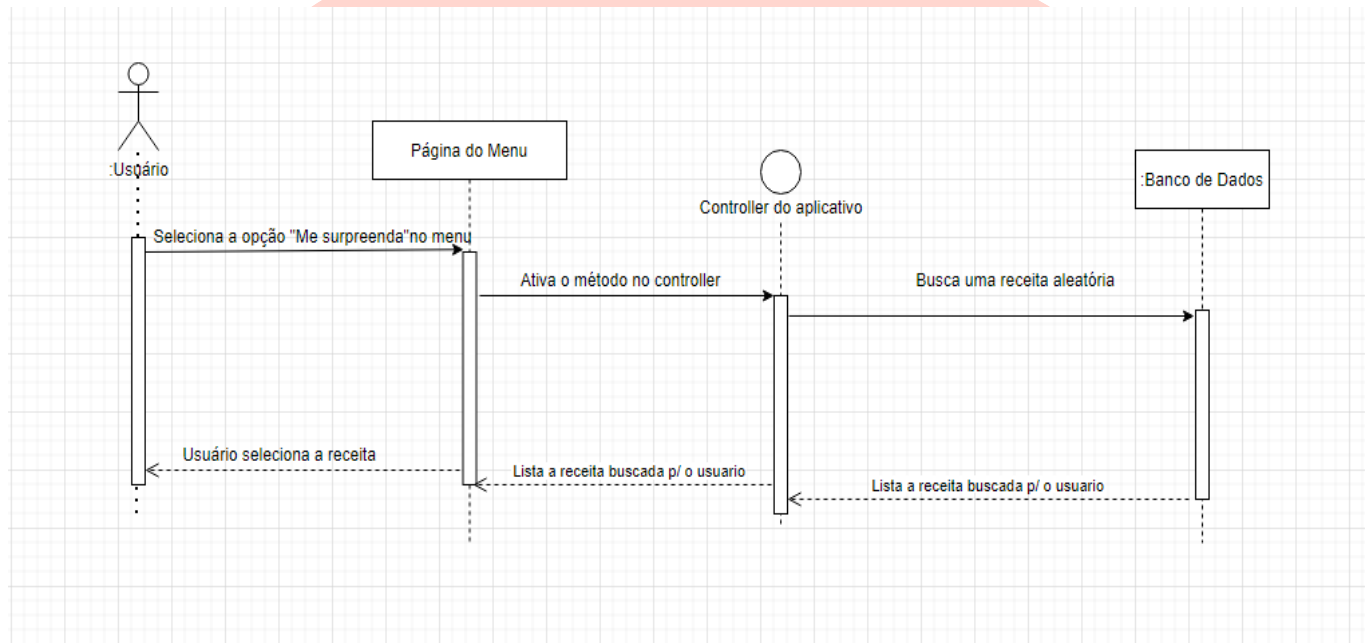 :Usuário
Página do Menu
Controller do aplicativo
:Banco de Dados
Seleciona a opção "Me surpreenda"no menu
Ativa o método no controller
Busca uma receita aleatória
Usuário seleciona a receita
Lista a receita buscada p/ o usuario
Lista a receita buscada p/ o usuario